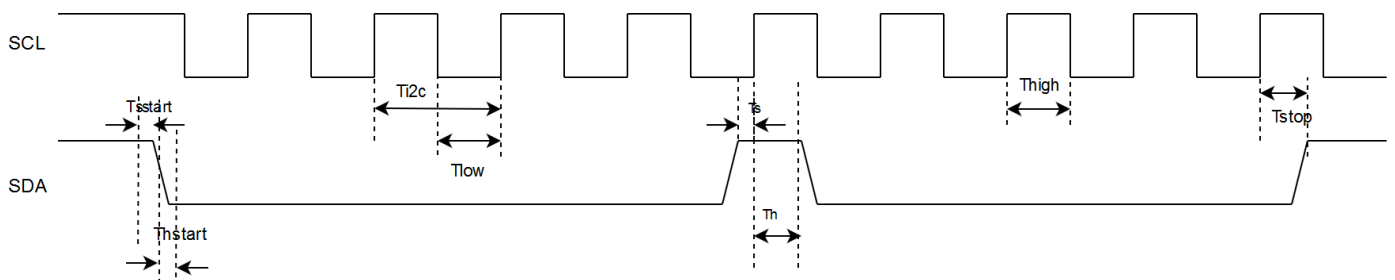 SCL
Tsstart
Ti2c
Ts
Thigh
Tstop
Tlow
SDA
Th
Thstart